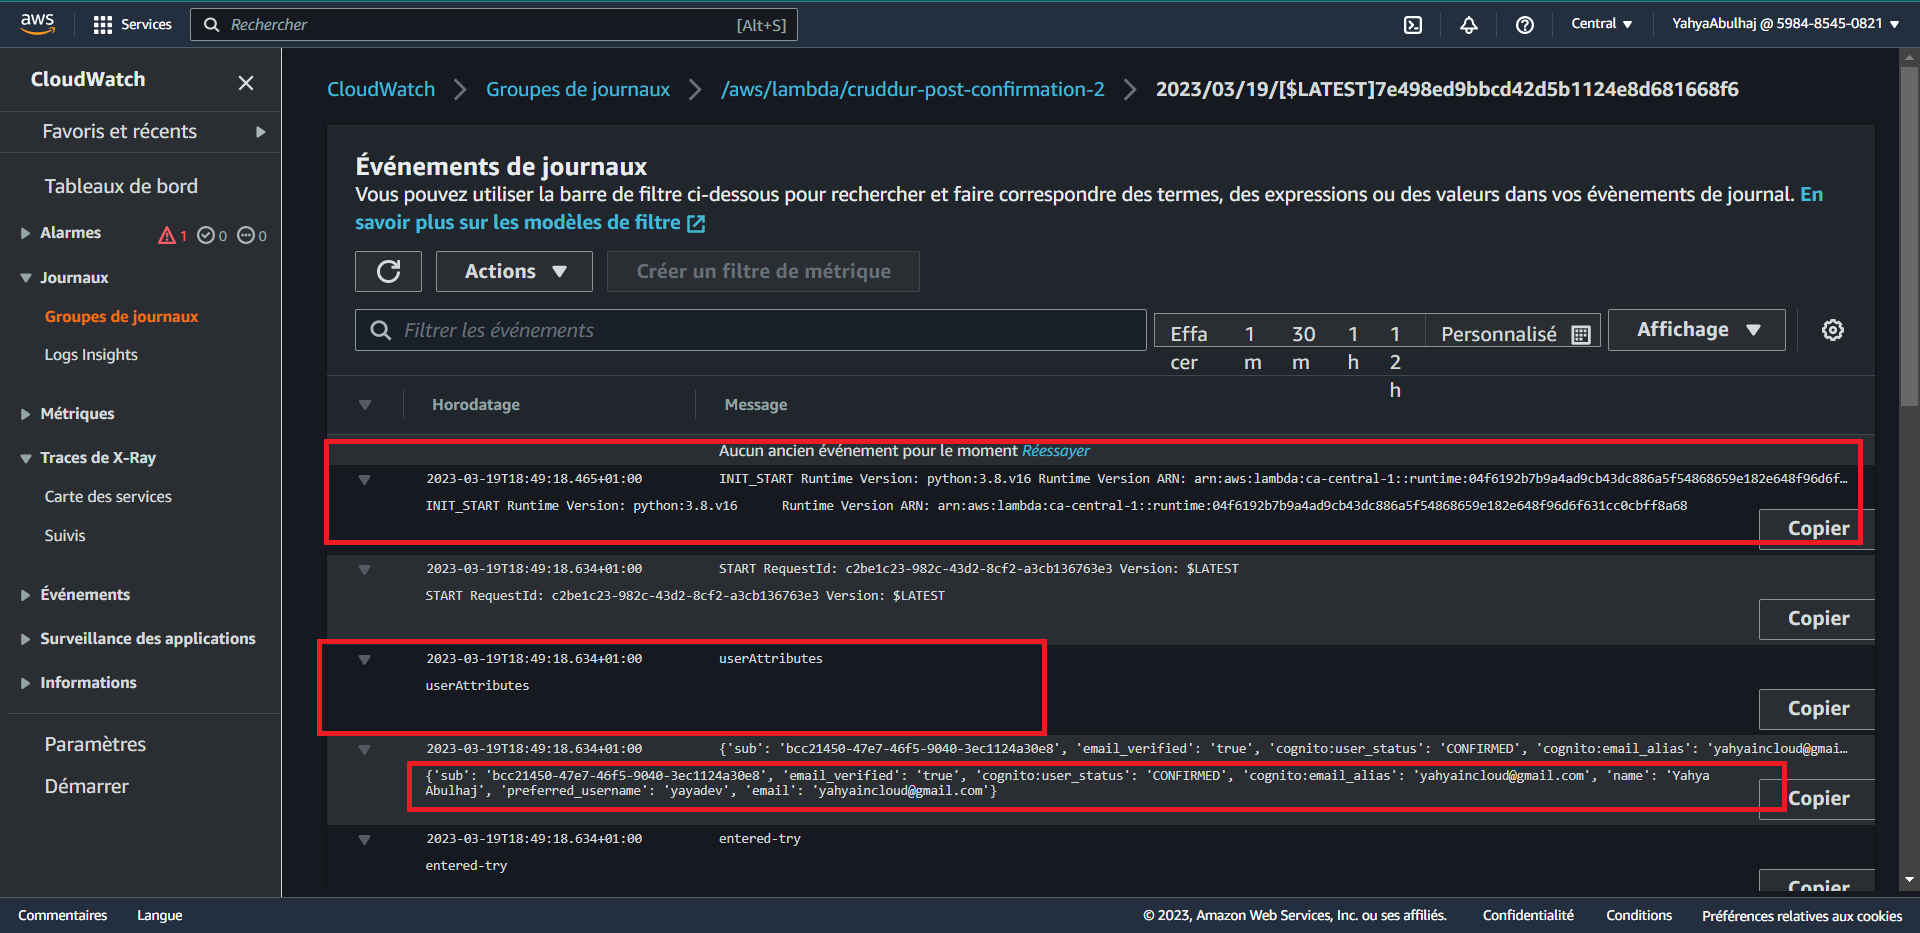 aws
Services
Rechercher
[Alt+S]
Central
YahyaAbulhaj @ 5984-8545-0821
CloudWatch
Favoris et récents
Tableaux de bord
Alarmes
1
0
0
Journaux
Groupes de journaux
Logs Insights
Métriques
Traces de X-Ray
Carte des services
Suivis
Événements
Surveillance des applications
Informations
Paramètres
Démarrer
CloudWatch
Groupes de journaux
/aws/lambda/cruddur-post-confirmation-2
2023/03/19/[$LATEST]7e498ed9bbcd42d5b1124e8d681668f6
Événements de journaux
Vous pouvez utiliser la barre de filtre ci-dessous pour rechercher et faire correspondre des termes, des expressions ou des valeurs dans vos évènements de journal. En
savoir plus sur les modèles de filtre
Actions
Créer un filtre de métrique
Filtrer les événements
Effa 1 30 1 1 Personnalisé
cer m m h 2
h
Affichage
Horodatage
Message
Aucun ancien événement pour le moment Réessayer
2023-03-19T18:49:18.465+01:00 INIT_START Runtime Version: python:3.8.v16 Runtime Version ARN: arn:aws:lambda:ca-central-1::runtime:04f6192b7b9a4ad9cb43dc886a5f54868659e182e648f96d6f…
INIT_START Runtime Version: python:3.8.v16 Runtime Version ARN: arn:aws:lambda:ca-central-1::runtime:04f6192b7b9a4ad9cb43dc886a5f54868659e182e648f96d6f631cc0cbff8a68
Copier
2023-03-19T18:49:18.634+01:00 START RequestId: c2be1c23-982c-43d2-8cf2-a3cb136763e3 Version: $LATEST
START RequestId: c2be1c23-982c-43d2-8cf2-a3cb136763e3 Version: $LATEST
Copier
2023-03-19T18:49:18.634+01:00 userAttributes
userAttributes
Copier
2023-03-19T18:49:18.634+01:00 {'sub': 'bcc21450-47e7-46f5-9040-3ec1124a30e8', 'email_verified': 'true', 'cognito:user_status': 'CONFIRMED', 'cognito:email_alias': 'yahyaincloud@gmai…
{'sub': 'bcc21450-47e7-46f5-9040-3ec1124a30e8', 'email_verified': 'true', 'cognito:user_status': 'CONFIRMED', 'cognito:email_alias': 'yahyaincloud@gmail.com', 'name': 'Yahya
Abulhaj', 'preferred_username': 'yayadev', 'email': 'yahyaincloud@gmail.com'}
Copier
2023-03-19T18:49:18.634+01:00 entered-try
entered-try
Copier
Commentaires
Langue
© 2023, Amazon Web Services, Inc. ou ses affiliés.
Confidentialité
Conditions
Préférences relatives aux cookies